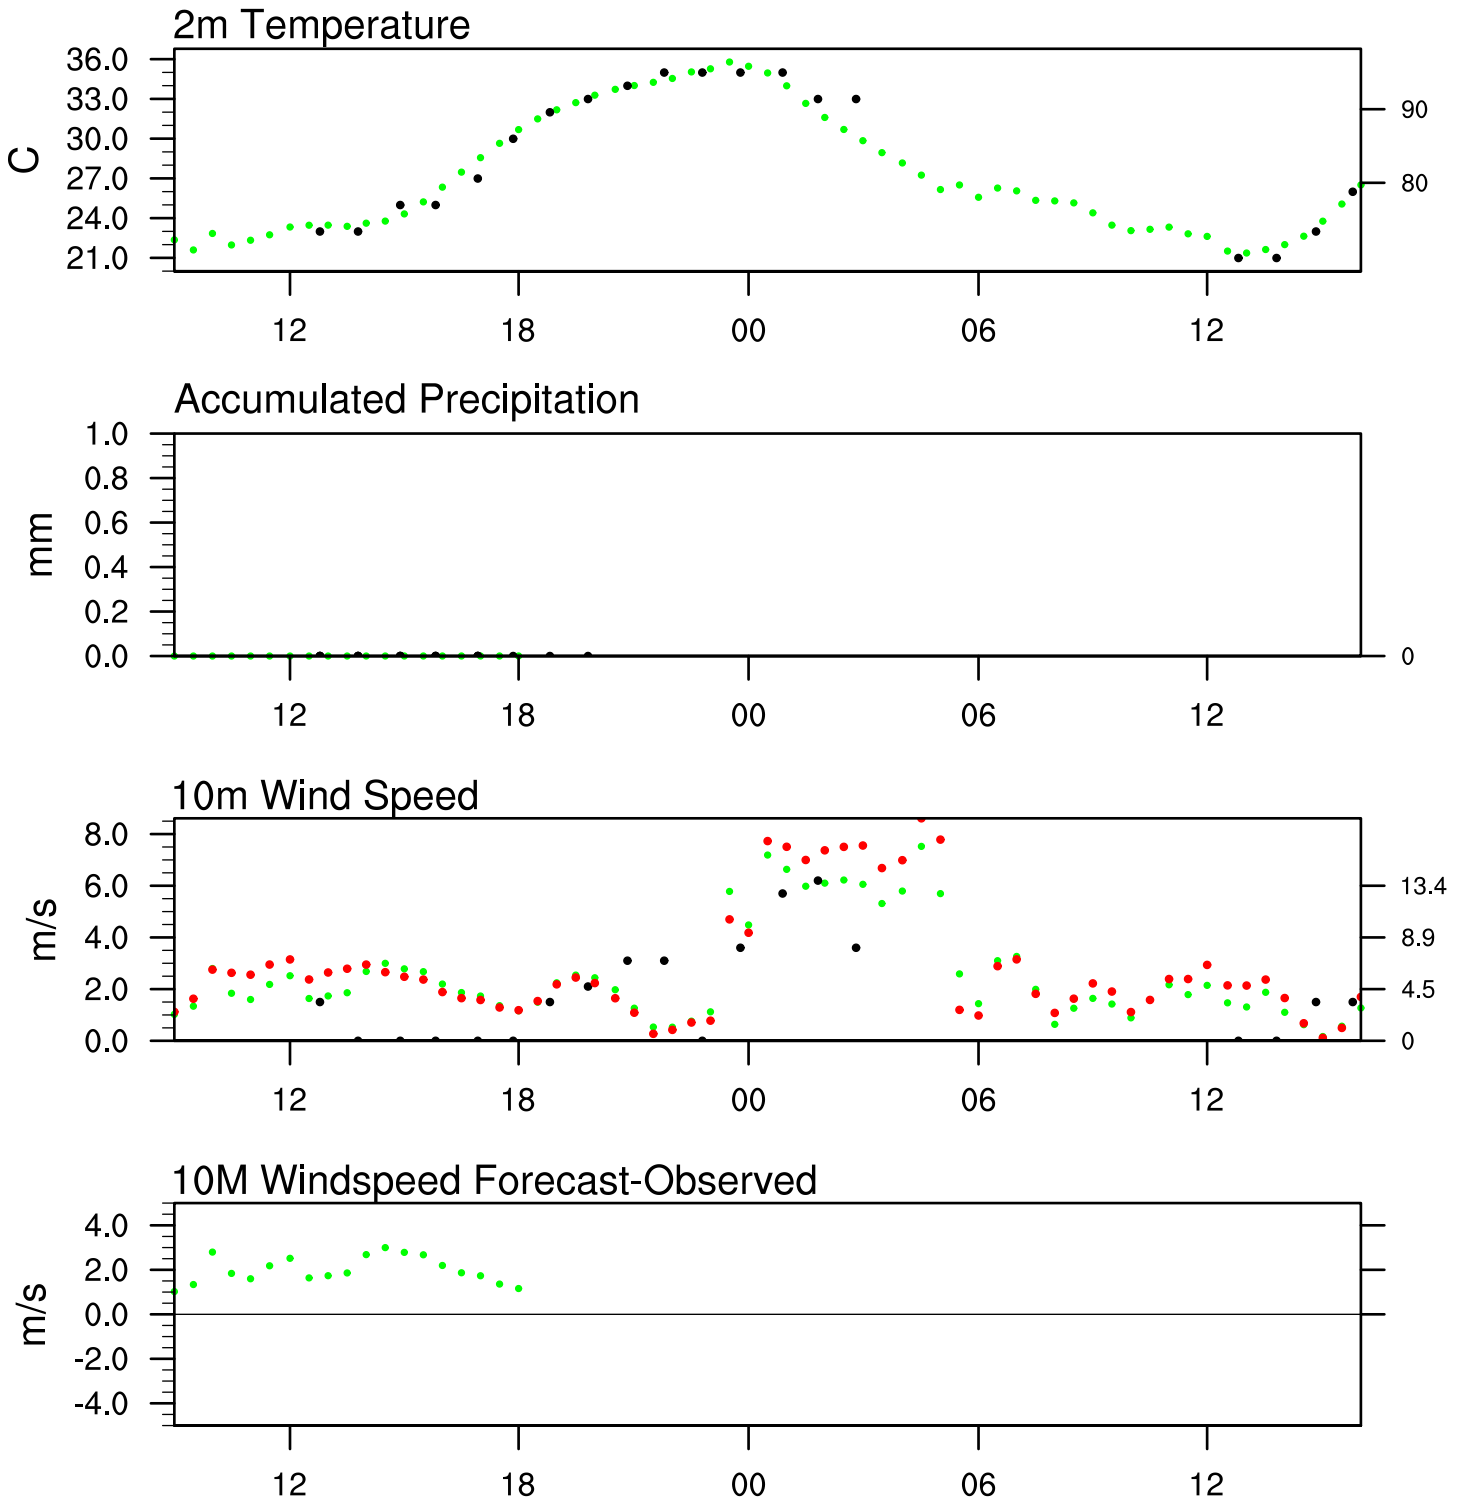 2m Temperature
36.0
33.0
30.0
27.0
24.0
21.0
C
90
80
12 18 00 06 12
Accumulated Precipitation
1.0
0.8
0.6
0.4
0.2
0.0
mm
0
12 18 00 06 12
10m Wind Speed
8.0
6.0
4.0
2.0
0.0
m/s
13.4
8.9
4.5
0
12 18 00 06 12
10M Windspeed Forecast-Observed
4.0
2.0
0.0
-2.0
-4.0
m/s
12 18 00 06 12